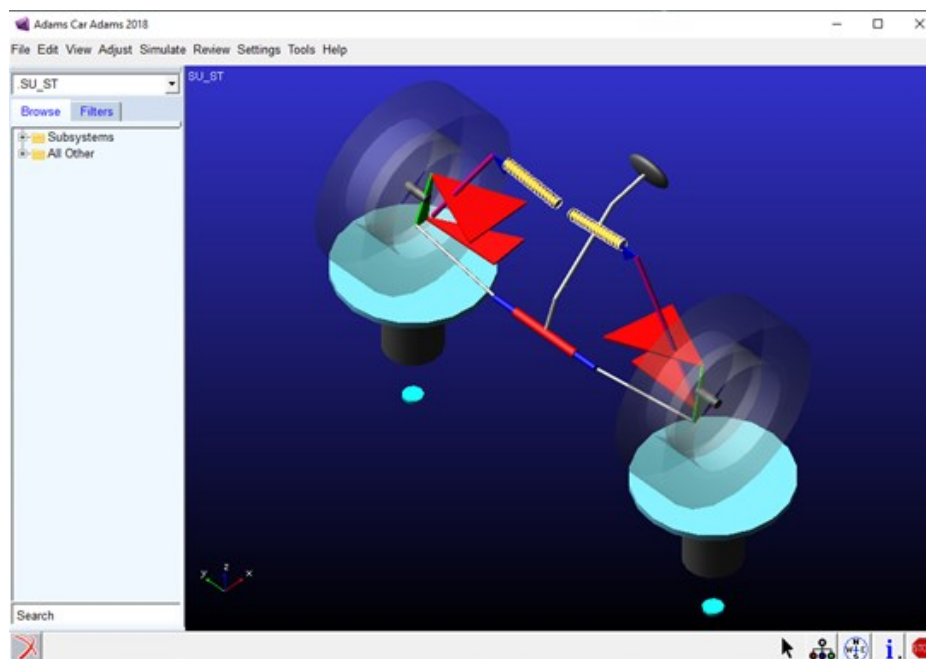 Adams Car Adams 2018
File Edit View Adjust Simulate Review Settings Tools Help
.SU_ST
SU_ST
Browse Filters
Subsystems
All Other
z
y x
Search